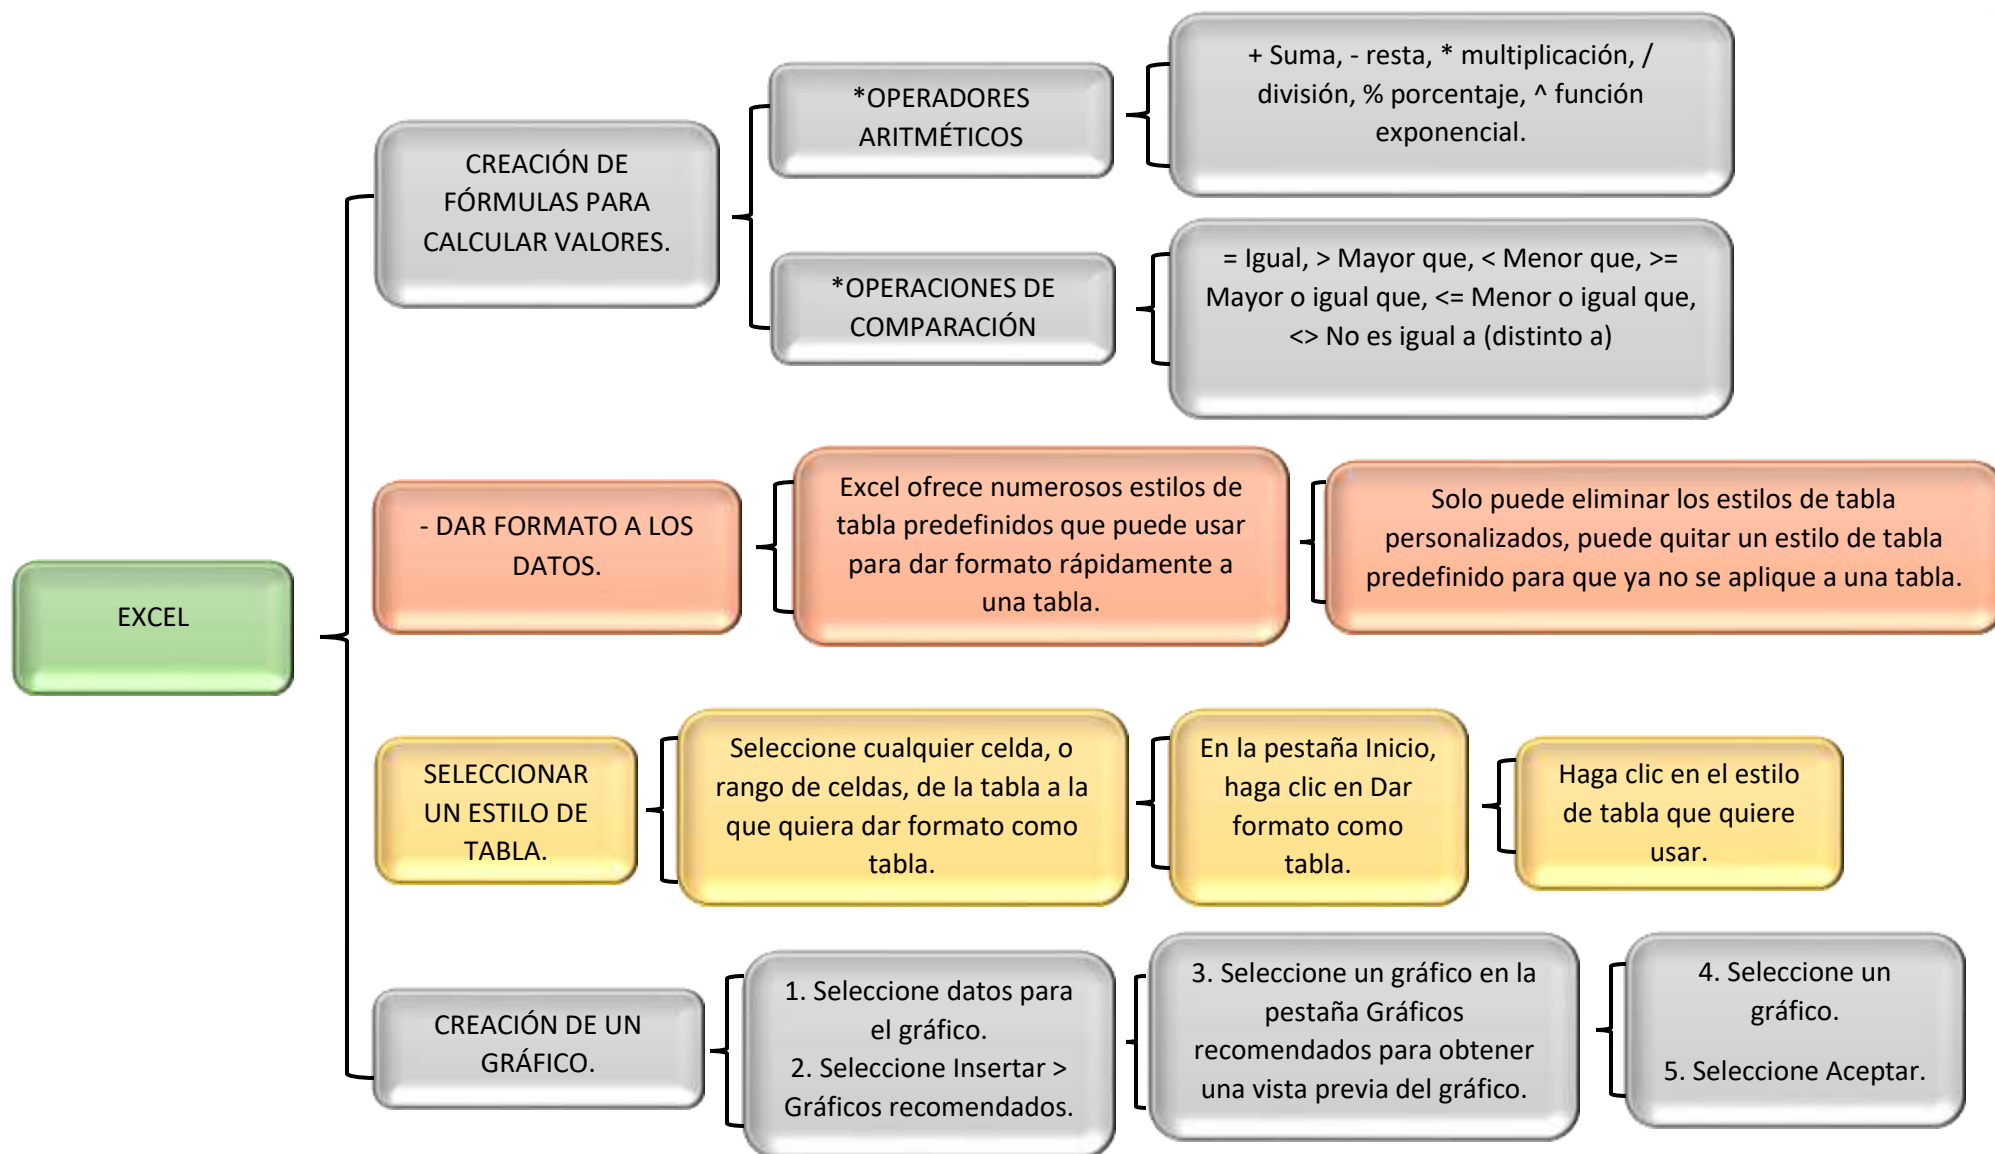 EXCEL
CREACIÓN DE
FÓRMULAS PARA
CALCULAR VALORES.
*OPERADORES
ARITMÉTICOS
+ Suma, - resta, * multiplicación, /
división, % porcentaje, ^ función
exponencial.
*OPERACIONES DE
COMPARACIÓN
= Igual, > Mayor que, < Menor que, >=
Mayor o igual que, <= Menor o igual que,
<> No es igual a (distinto a)
- DAR FORMATO A LOS
DATOS.
Excel ofrece numerosos estilos de
tabla predefinidos que puede usar
para dar formato rápidamente a
una tabla.
Solo puede eliminar los estilos de tabla
personalizados, puede quitar un estilo de tabla
predefinido para que ya no se aplique a una tabla.
SELECCIONAR
UN ESTILO DE
TABLA.
Seleccione cualquier celda, o
rango de celdas, de la tabla a la
que quiera dar formato como
tabla.
En la pestaña Inicio,
haga clic en Dar
formato como
tabla.
Haga clic en el estilo
de tabla que quiere
usar.
CREACIÓN DE UN
GRÁFICO.
1. Seleccione datos para
el gráfico.
2. Seleccione Insertar >
Gráficos recomendados.
3. Seleccione un gráfico en la
pestaña Gráficos
recomendados para obtener
una vista previa del gráfico.
4. Seleccione un
gráfico.
5. Seleccione Aceptar.